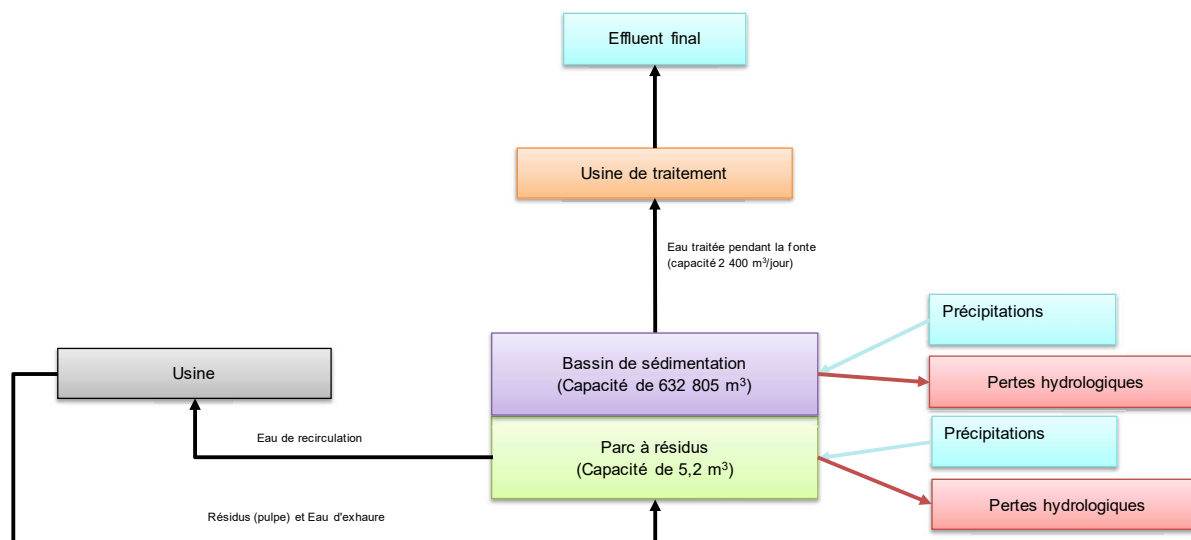 Effluent final
Usine de traitement
Eau traitée pendant la fonte
(capacité 2 400 m³/jour)
Précipitations
Bassin de sédimentation
(Capacité de 632 805 m³)
Usine
Pertes hydrologiques
Eau de recirculation
Parc à résidus
(Capacité de 5,2 m³)
Précipitations
Pertes hydrologiques
Résidus (pulpe) et Eau d'exhaure